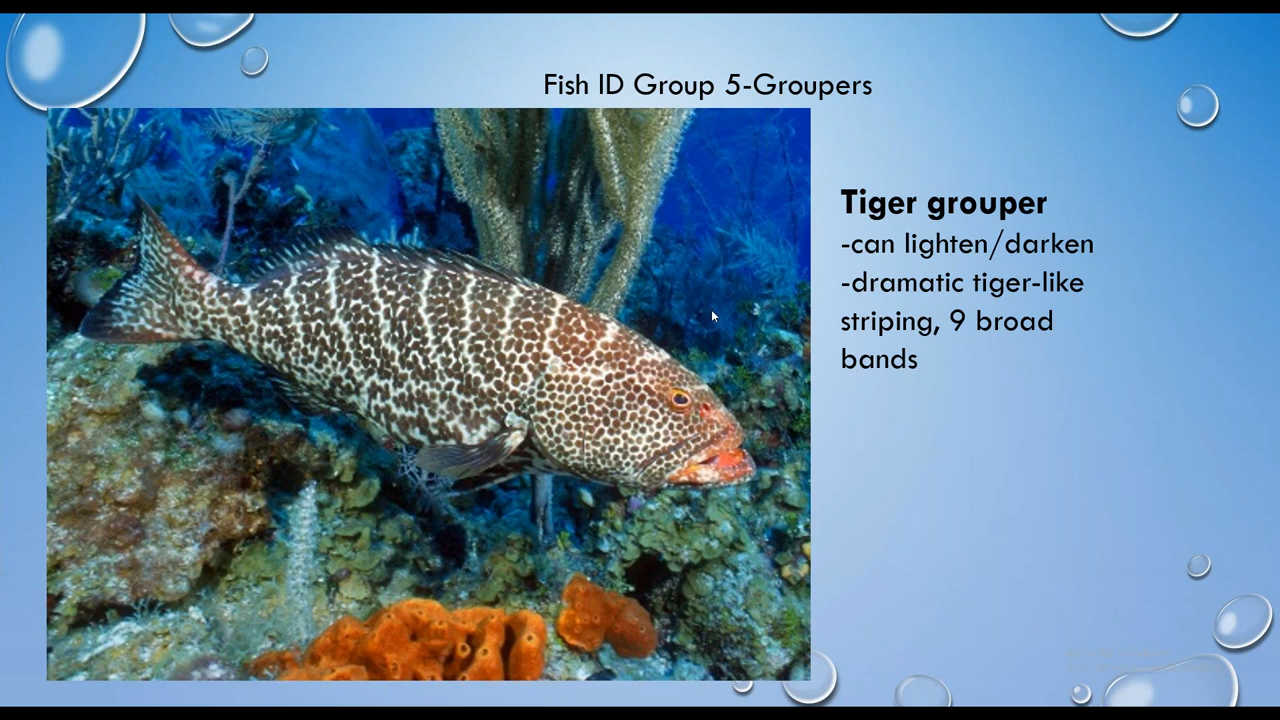 Fish ID Group 5-Groupers
Tiger grouper
-can lighten/darken
-dramatic tiger-like
striping, 9 broad
bands